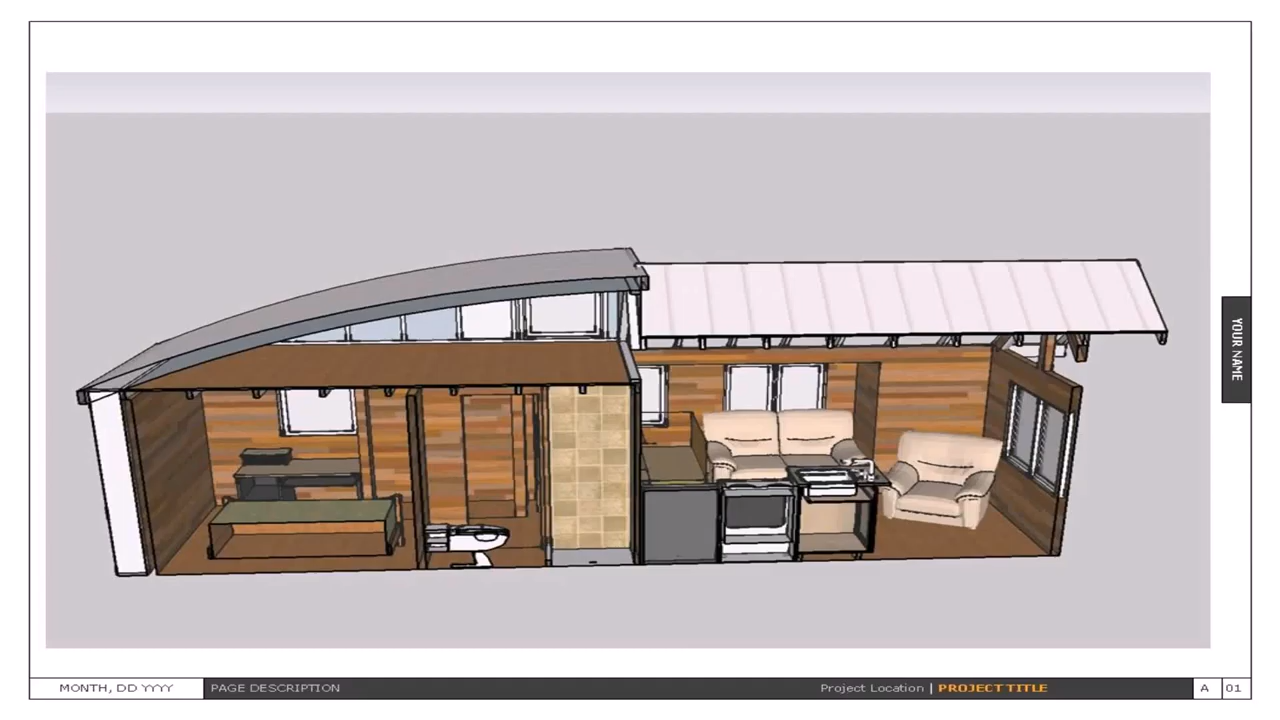 YOUR NAME
MONTH, DD YYYY
PAGE DESCRIPTION
Project Location | PROJECT TITLE
A
01